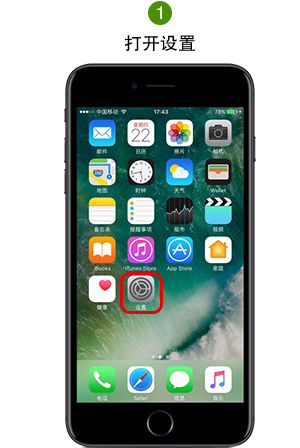 1
打开设置
中国移动 17:43 78%
星期日
22
邮件 日历 照片 相机
地图 时钟 天气 Wallet
备忘录 提醒事项 股市 视频
iBooks iTunes Store App Store 家庭
健康 设置
电话 Safari 信息 音乐